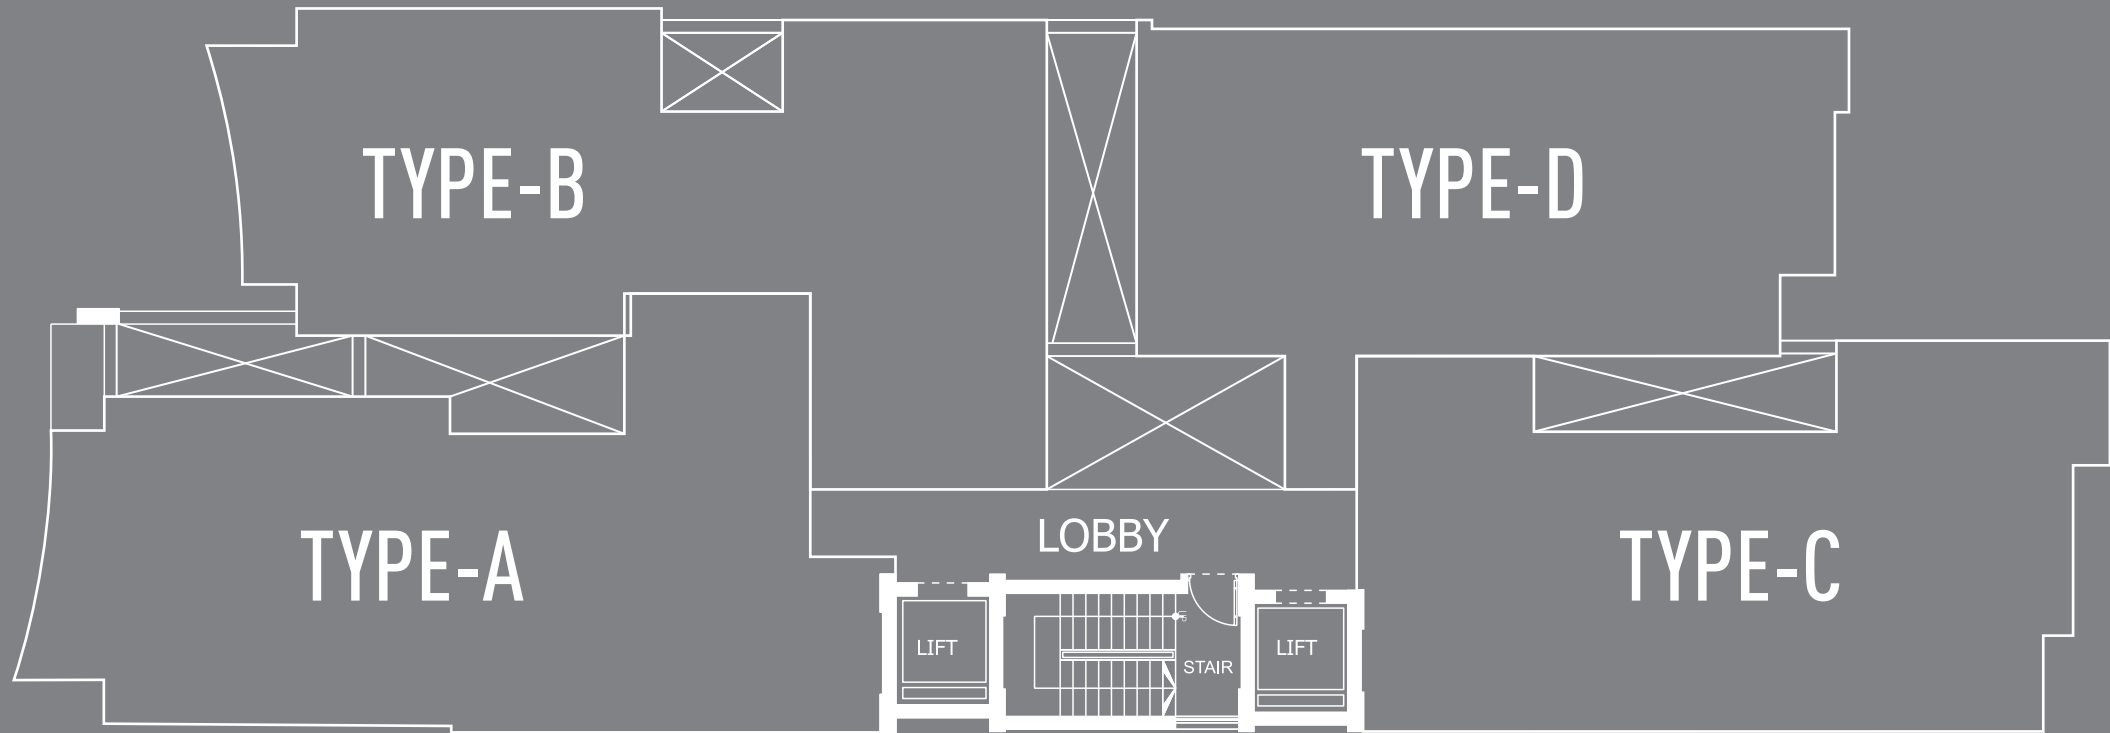 TYPE-B
TYPE-D
TYPE-A
LOBBY
TYPE-C
LIFT
STAIR
LIFT